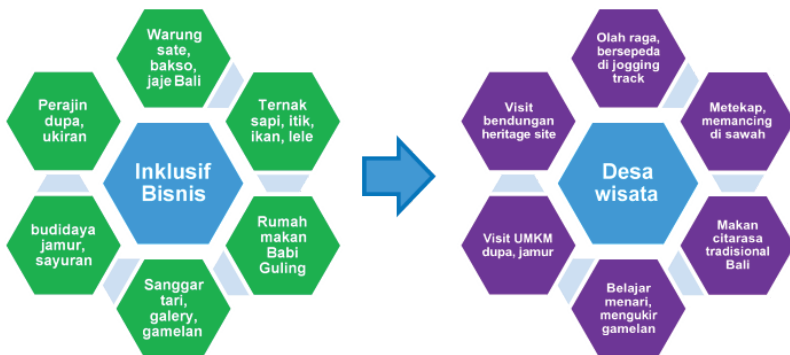 Warung
sate,
bakso,
jaje Bali
Perajin
dupa,
ukiran
Ternak
sapi, itik,
ikan, lele
Inklusif
Bisnis
budidaya
jamur,
sayuran
Rumah
makan
Babi
Guling
Sanggar
tari,
galery,
gamelan
Olah raga,
bersepeda
di jogging
track
Visit
bendungan
heritage site
Metekap,
memancing
di sawah
Desa
wisata
Visit UMKM
dupa, jamur
Makan
citarasa
tradisional
Bali
Belajar
menari,
mengukir
gamelan